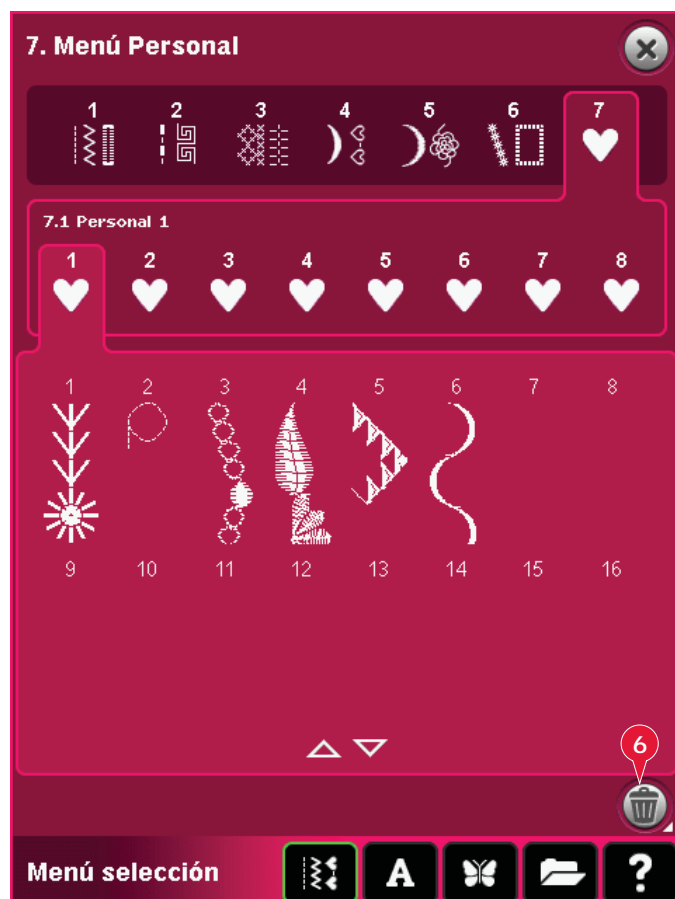 7. Menú Personal
1 2 3 4 5 6 7
7.1 Personal 1
1 2 3 4 5 6 7 8
1 2 3 4 5 6 7 8
9 10 11 12 13 14 15 16
6
Menú selección A ?